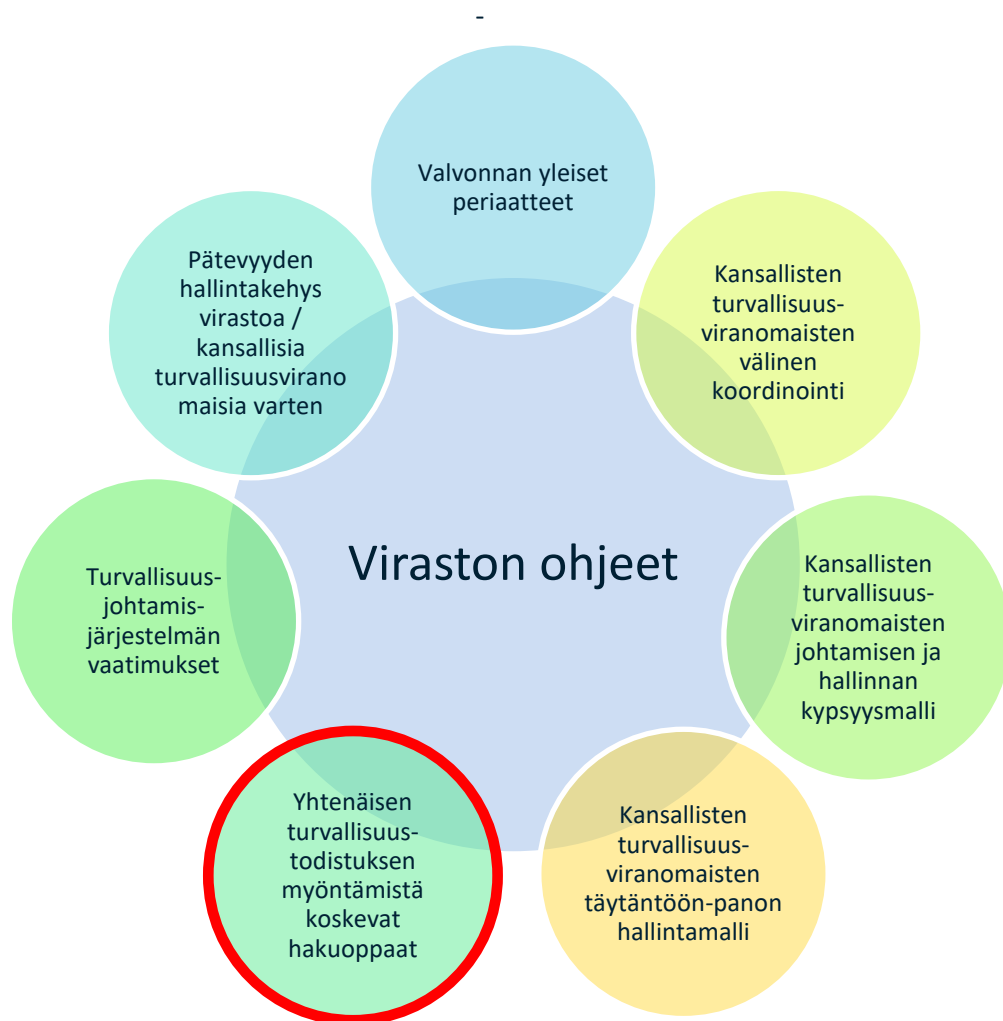 -
Valvonnan yleiset
periaatteet
Kansallisten
turvallisuus-
viranomaisten
välinen
koordinointi
Kansallisten
turvallisuus-
viranomaisten
johtamisen ja
hallinnan
kypsyysmalli
Kansallisten
turvallisuus-
viranomaisten
täytäntöön-panon
hallintamalli
Yhtenäisen
turvallisuus-
todistuksen
myöntämistä
koskevat
hakuoppaat
Turvallisuus-
johtamis-
järjestelmän
vaatimukset
Pätevyyden
hallintakehys
virastoa /
kansallisia
turvallisuusvirano
maisia varten
Viraston ohjeet